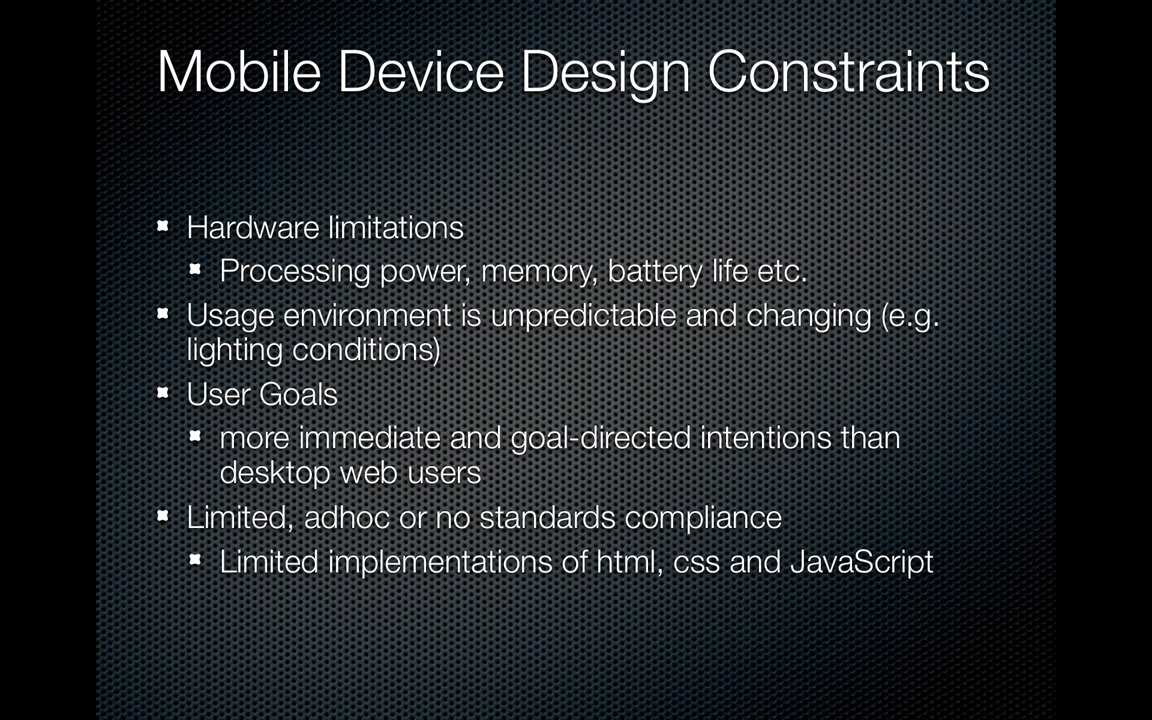 Mobile Device Design Constraints
Hardware limitations
Processing power, memory, battery life etc.
Usage environment is unpredictable and changing (e.g.
lighting conditions)
User Goals
more immediate and goal-directed intentions than
desktop web users
Limited, adhoc or no standards compliance
Limited implementations of html, css and JavaScript